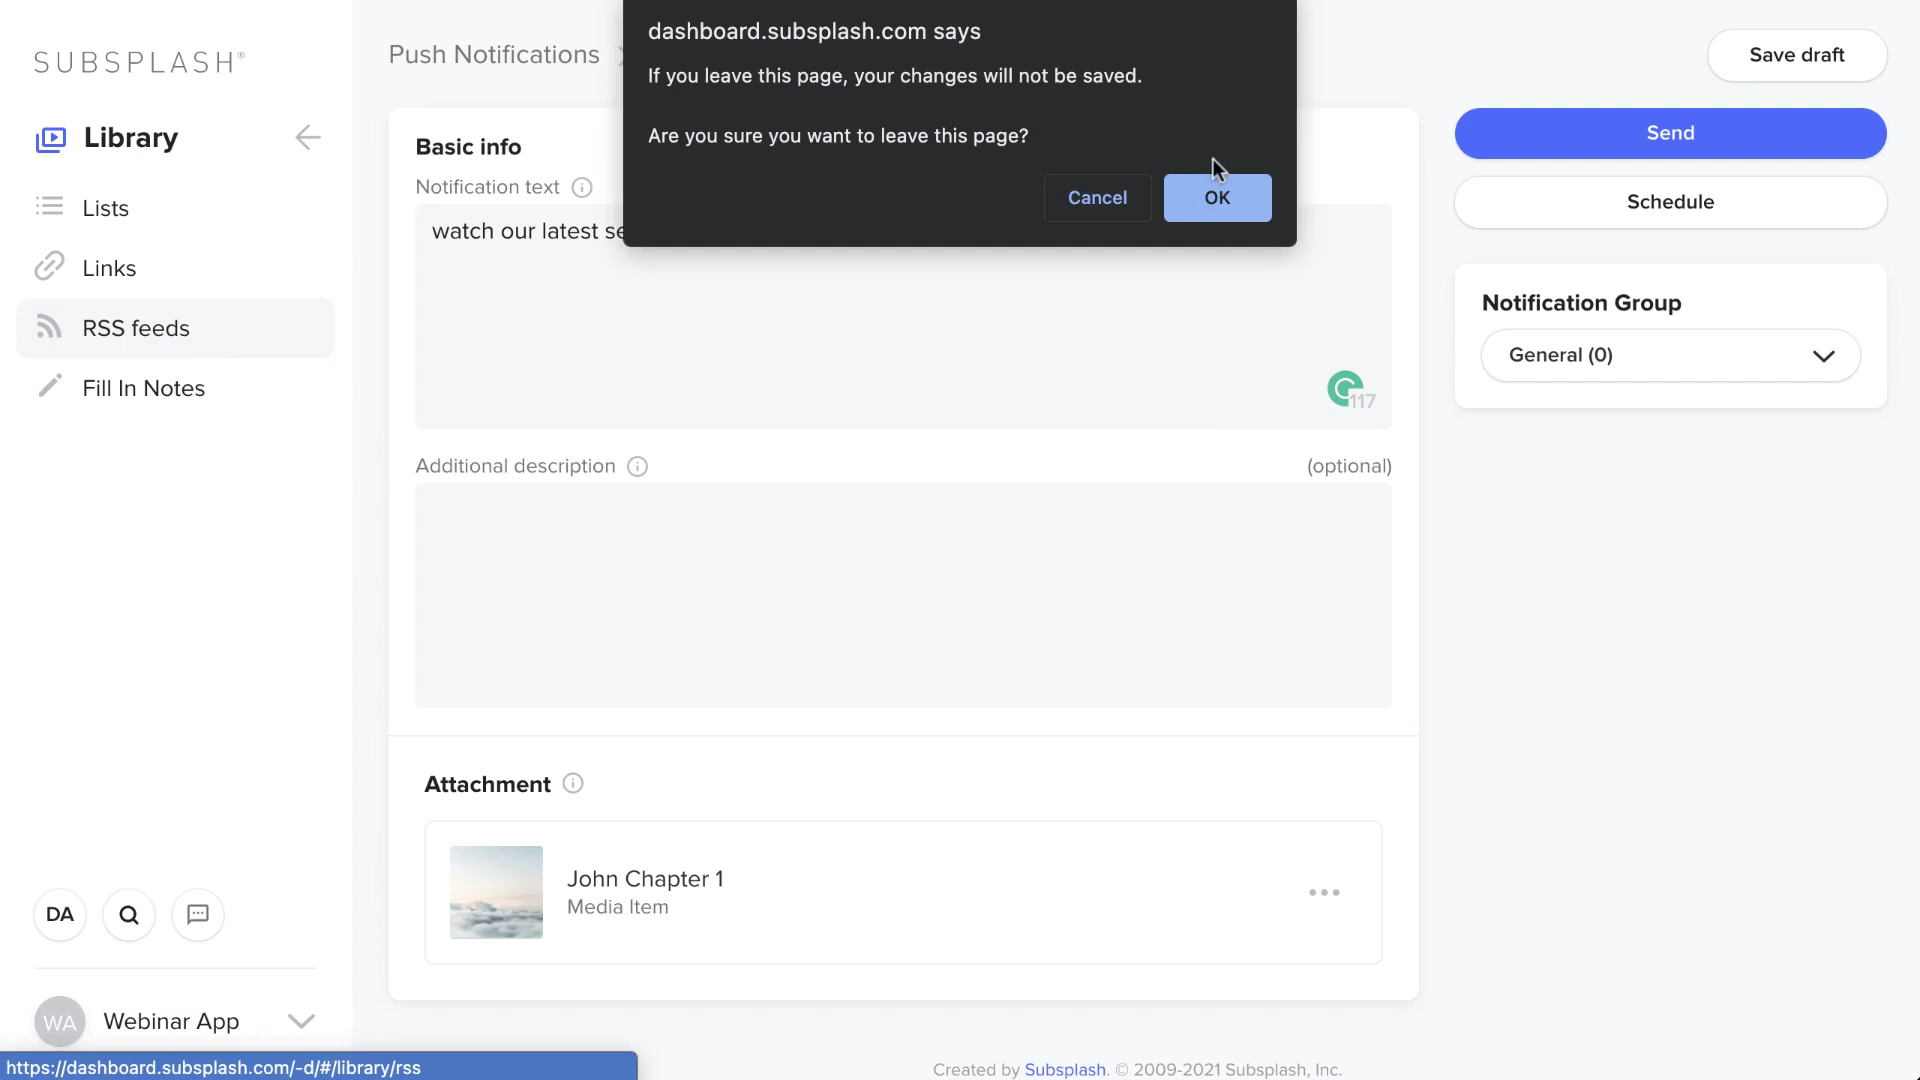 SUBSPLASH®
Library
Lists
Links
RSS feeds
Fill In Notes
DA
WA
Webinar App
https://dashboard.subsplash.com/-d/#/library/rss
Push Notifications
dashboard.subsplash.com says
If you leave this page, your changes will not be saved.
Are you sure you want to leave this page?
Cancel
OK
Basic info
Notification text
watch our latest se
117
Additional description
(optional)
Attachment
John Chapter 1
Media Item
Save draft
Send
Schedule
Notification Group
General (0)
Created by Subsplash. © 2009-2021 Subsplash, Inc.